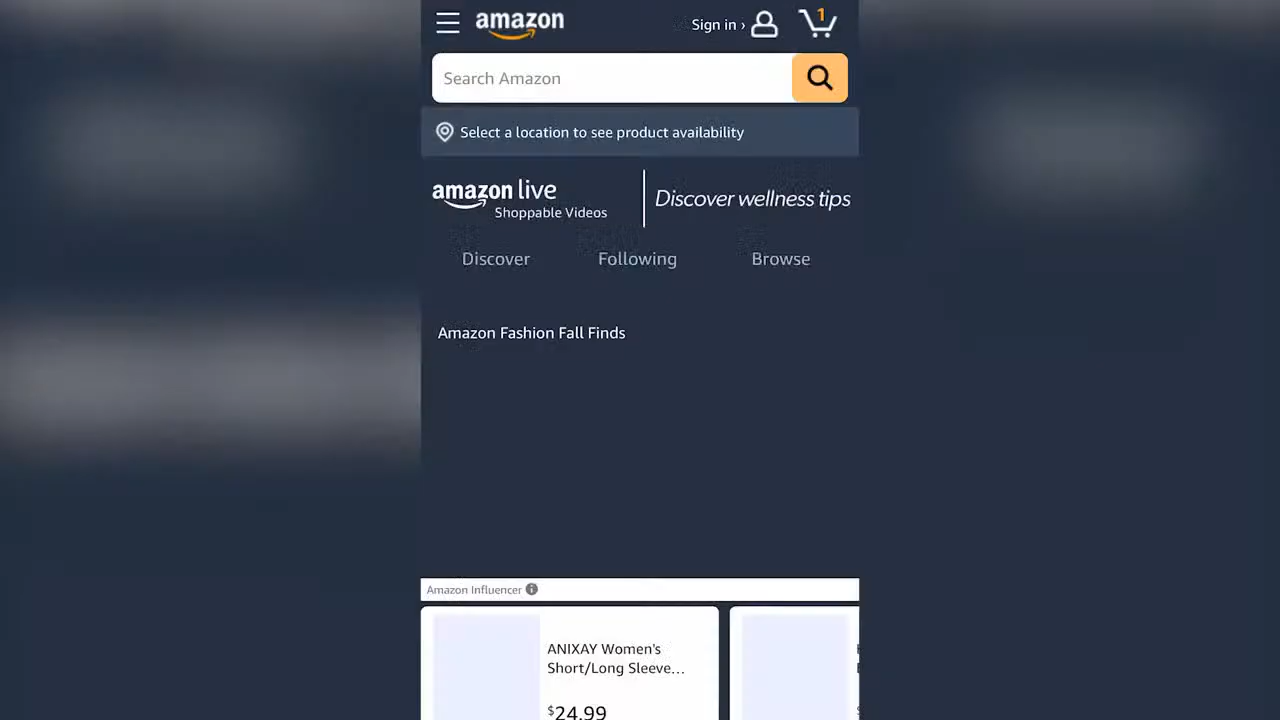 amazon
Sign in ›
1
Search Amazon
Select a location to see product availability
amazon live
Shoppable Videos
Discover wellness tips
Discover Following Browse
Amazon Fashion Fall Finds
Amazon Influencer
ANIXAY Women's
Short/Long Sleeve...
$24.99